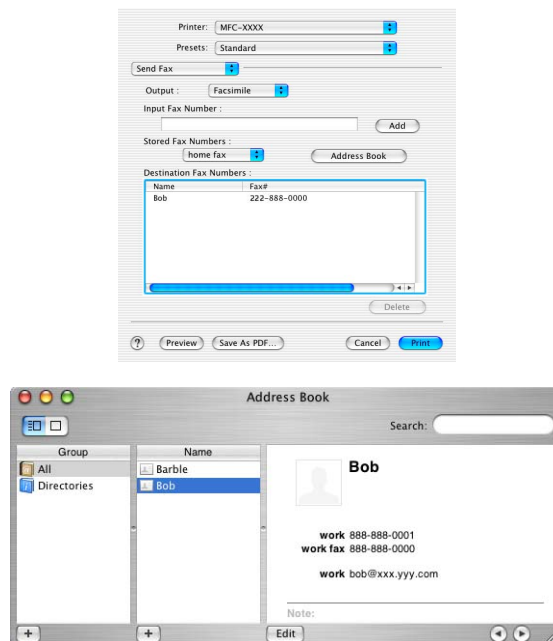 Printer: MFC-XXXX
Presets: Standard
Send Fax
Output : Facsimile
Input Fax Number :
Add
Stored Fax Numbers :
home fax Address Book
Destination Fax Numbers :
Name Fax#
Bob 222-888-0000
Delete
? Preview Save As PDF... Cancel Print
Address Book
Search:
Group Name
All Barble Bob
Directories Bob
work 888-888-0001
work fax 888-888-0000
work bob@xxx.yyy.com
Note:
+ + Edit